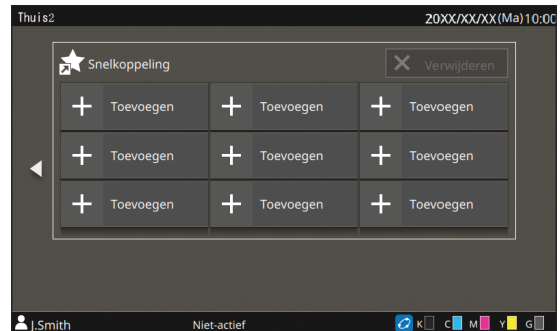 Thuis2 20XX/XX/XX(Ma)10:00
Snelkoppeling Verwijderen
Toevoegen Toevoegen Toevoegen
Toevoegen Toevoegen Toevoegen
Toevoegen Toevoegen Toevoegen
J.Smith Niet-actief K C M Y G